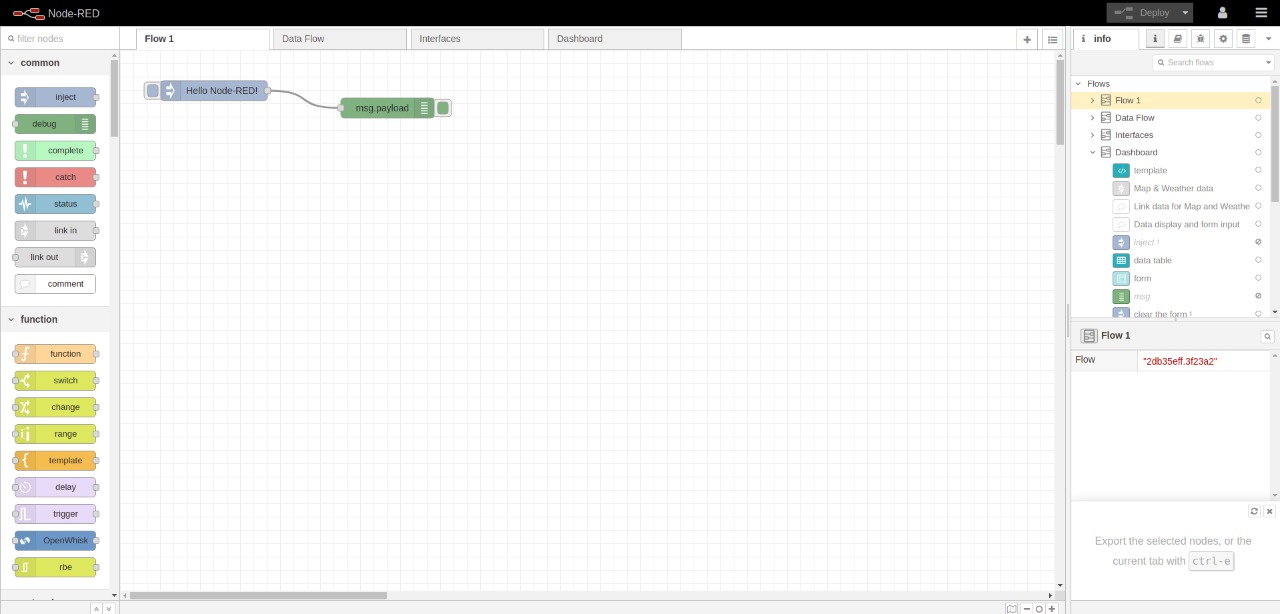 Node-RED
Deploy
filter nodes
Flow 1
Data Flow
Interfaces
Dashboard
info
Search flows
common
inject
debug
complete
catch
status
link in
link out
comment
function
function
switch
change
range
template
delay
trigger
OpenWhisk
rbe
Hello Node-RED!
msg.payload
Flows
Flow 1
Data Flow
Interfaces
Dashboard
template
Map & Weather data
Link data for Map and Weathe
Data display and form input
inject ¹
data table
form
msg
clear the form ¹
Flow 1
Flow "2db35eff.3f23a2"
Export the selected nodes, or the
current tab with ctrl-e